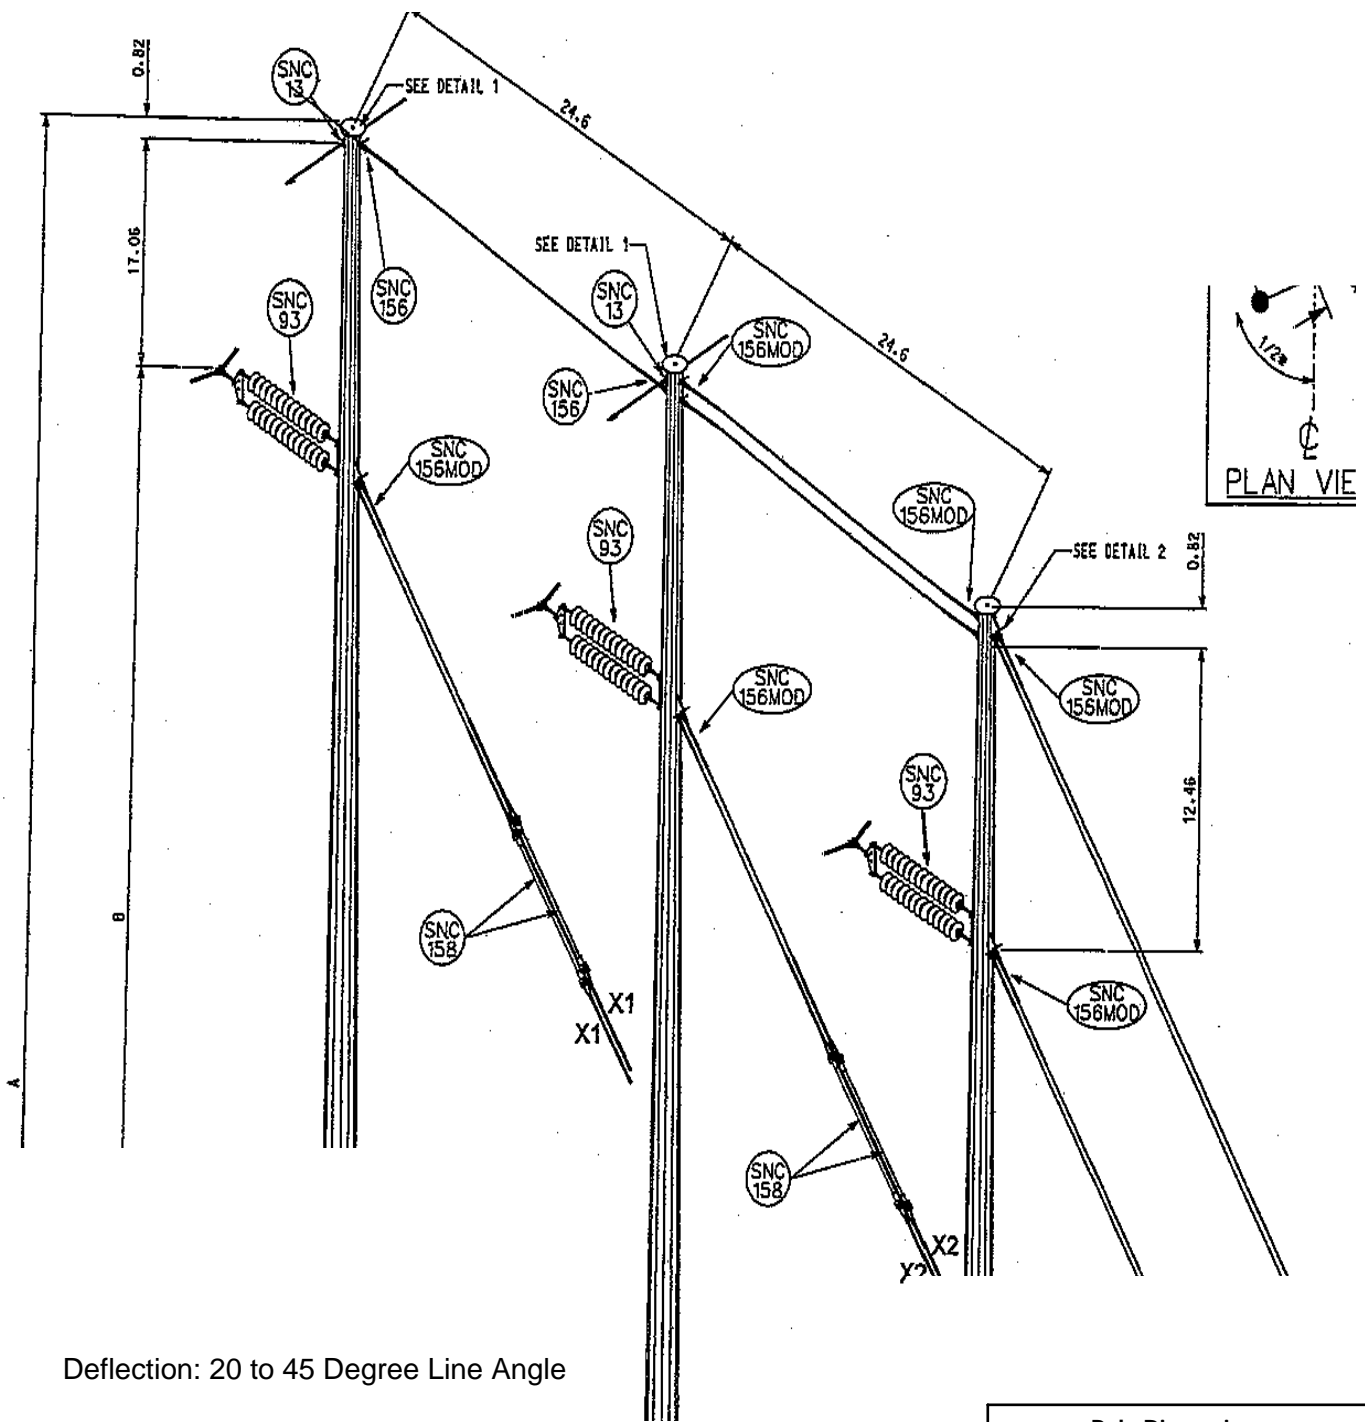 0.82
SNC
13
SEE DETAIL 1
24.6
17.06
SEE DETAIL 1
SNC
156
SNC
93
SNC
13
SNC
156MOD
24.6
1/2∞
SNC
156
℄
PLAN VIE
SNC
156MOD
SNC
156MOD
SNC
93
SEE DETAIL 2
0.82
SNC
156MOD
SNC
156MOD
SNC
93
12.46
B
SNC
158
SNC
156MOD
X1
X1
A
SNC
158
X2
X2
Deflection: 20 to 45 Degree Line Angle